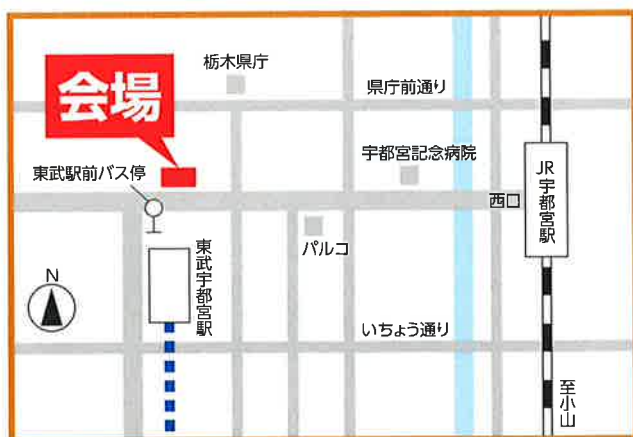 栃木県庁
県庁前通り
会場
宇都宮記念病院
東武駅前バス停
JR宇都宮駅
西口
パルコ
東武宇都宮駅
N
いちょう通り
至小山